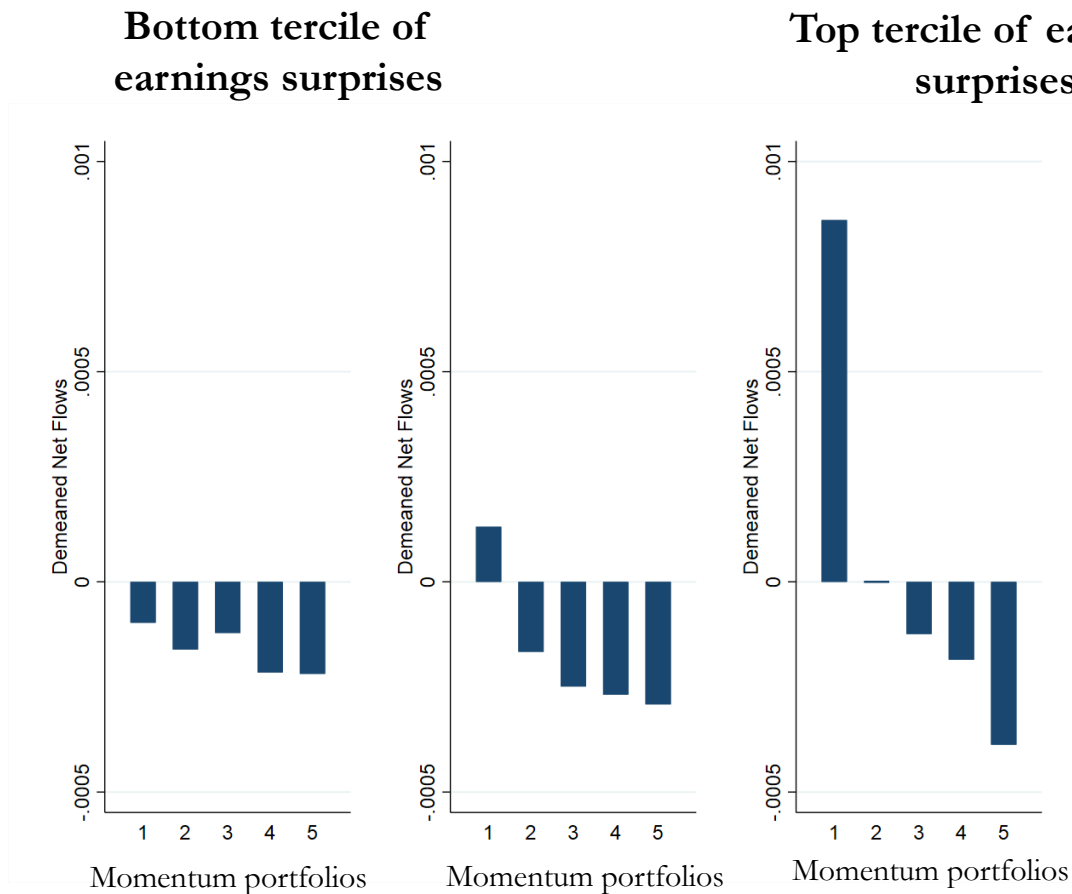 Bottom tercile of
earnings surprises
Top tercile of ea
surprises
Demeaned Net Flows
.001
.0005
0
-.0005
1 2 3 4 5
Momentum portfolios
Demeaned Net Flows
.001
.0005
0
-.0005
1 2 3 4 5
Momentum portfolios
Demeaned Net Flows
.001
.0005
0
-.0005
1 2 3 4 5
Momentum portfolios